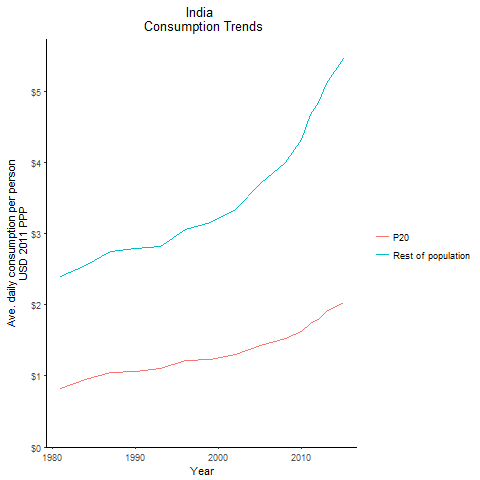 India
Consumption Trends
Ave. daily consumption per person
USD 2011 PPP
$5
$4
$3
$2
$1
$0
1980 1990 2000 2010
Year
P20
Rest of population